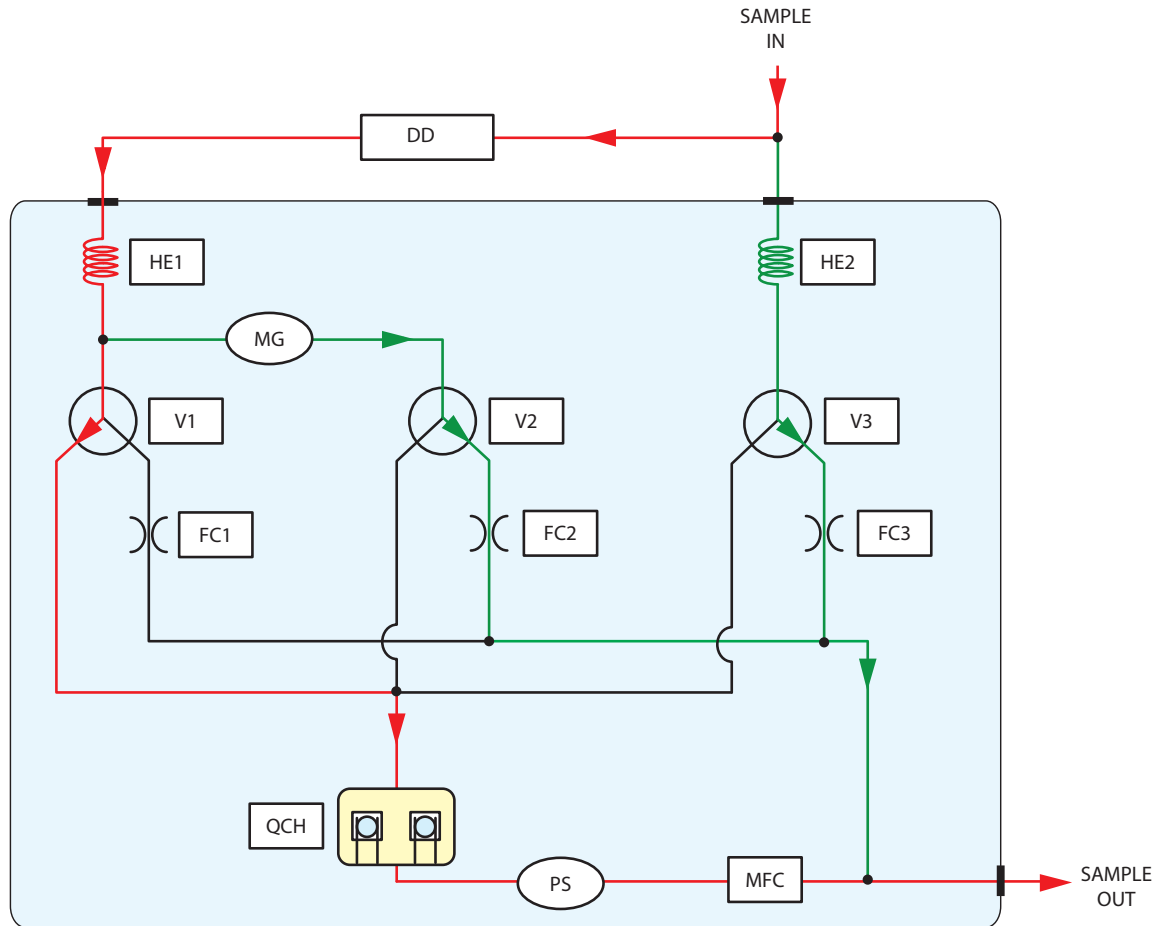 SAMPLE
IN
DD
HE1
HE2
MG
V1
V2
V3
FC1
FC2
FC3
QCH
PS
MFC
SAMPLE
OUT